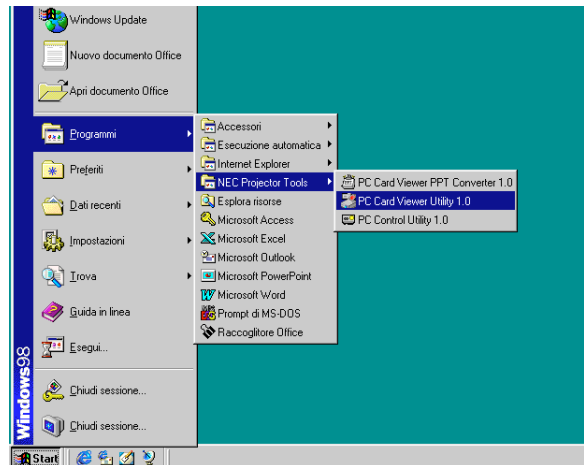 Windows Update
Nuovo documento Office
Apri documento Office
Programmi
Preferiti
Dati recenti
Impostazioni
Trova
Guida in linea
Esegui...
Chiudi sessione...
Chiudi sessione...
Windows98
Accessori
Esecuzione automatica
Internet Explorer
NEC Projector Tools
Esplora risorse
Microsoft Access
Microsoft Excel
Microsoft Outlook
Microsoft PowerPoint
Microsoft Word
Prompt di MS-DOS
Raccoglitore Office
PC Card Viewer PPT Converter 1.0
PC Card Viewer Utility 1.0
PC Control Utility 1.0
Start